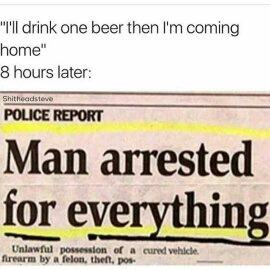 "I'll drink one beer then I'm coming
home"
8 hours later:
Shitheadsteve
POLICE REPORT
Man arrested
for everything
Unlawful possession of a
firearm by a felon, theft, pos-
cured vehicle.